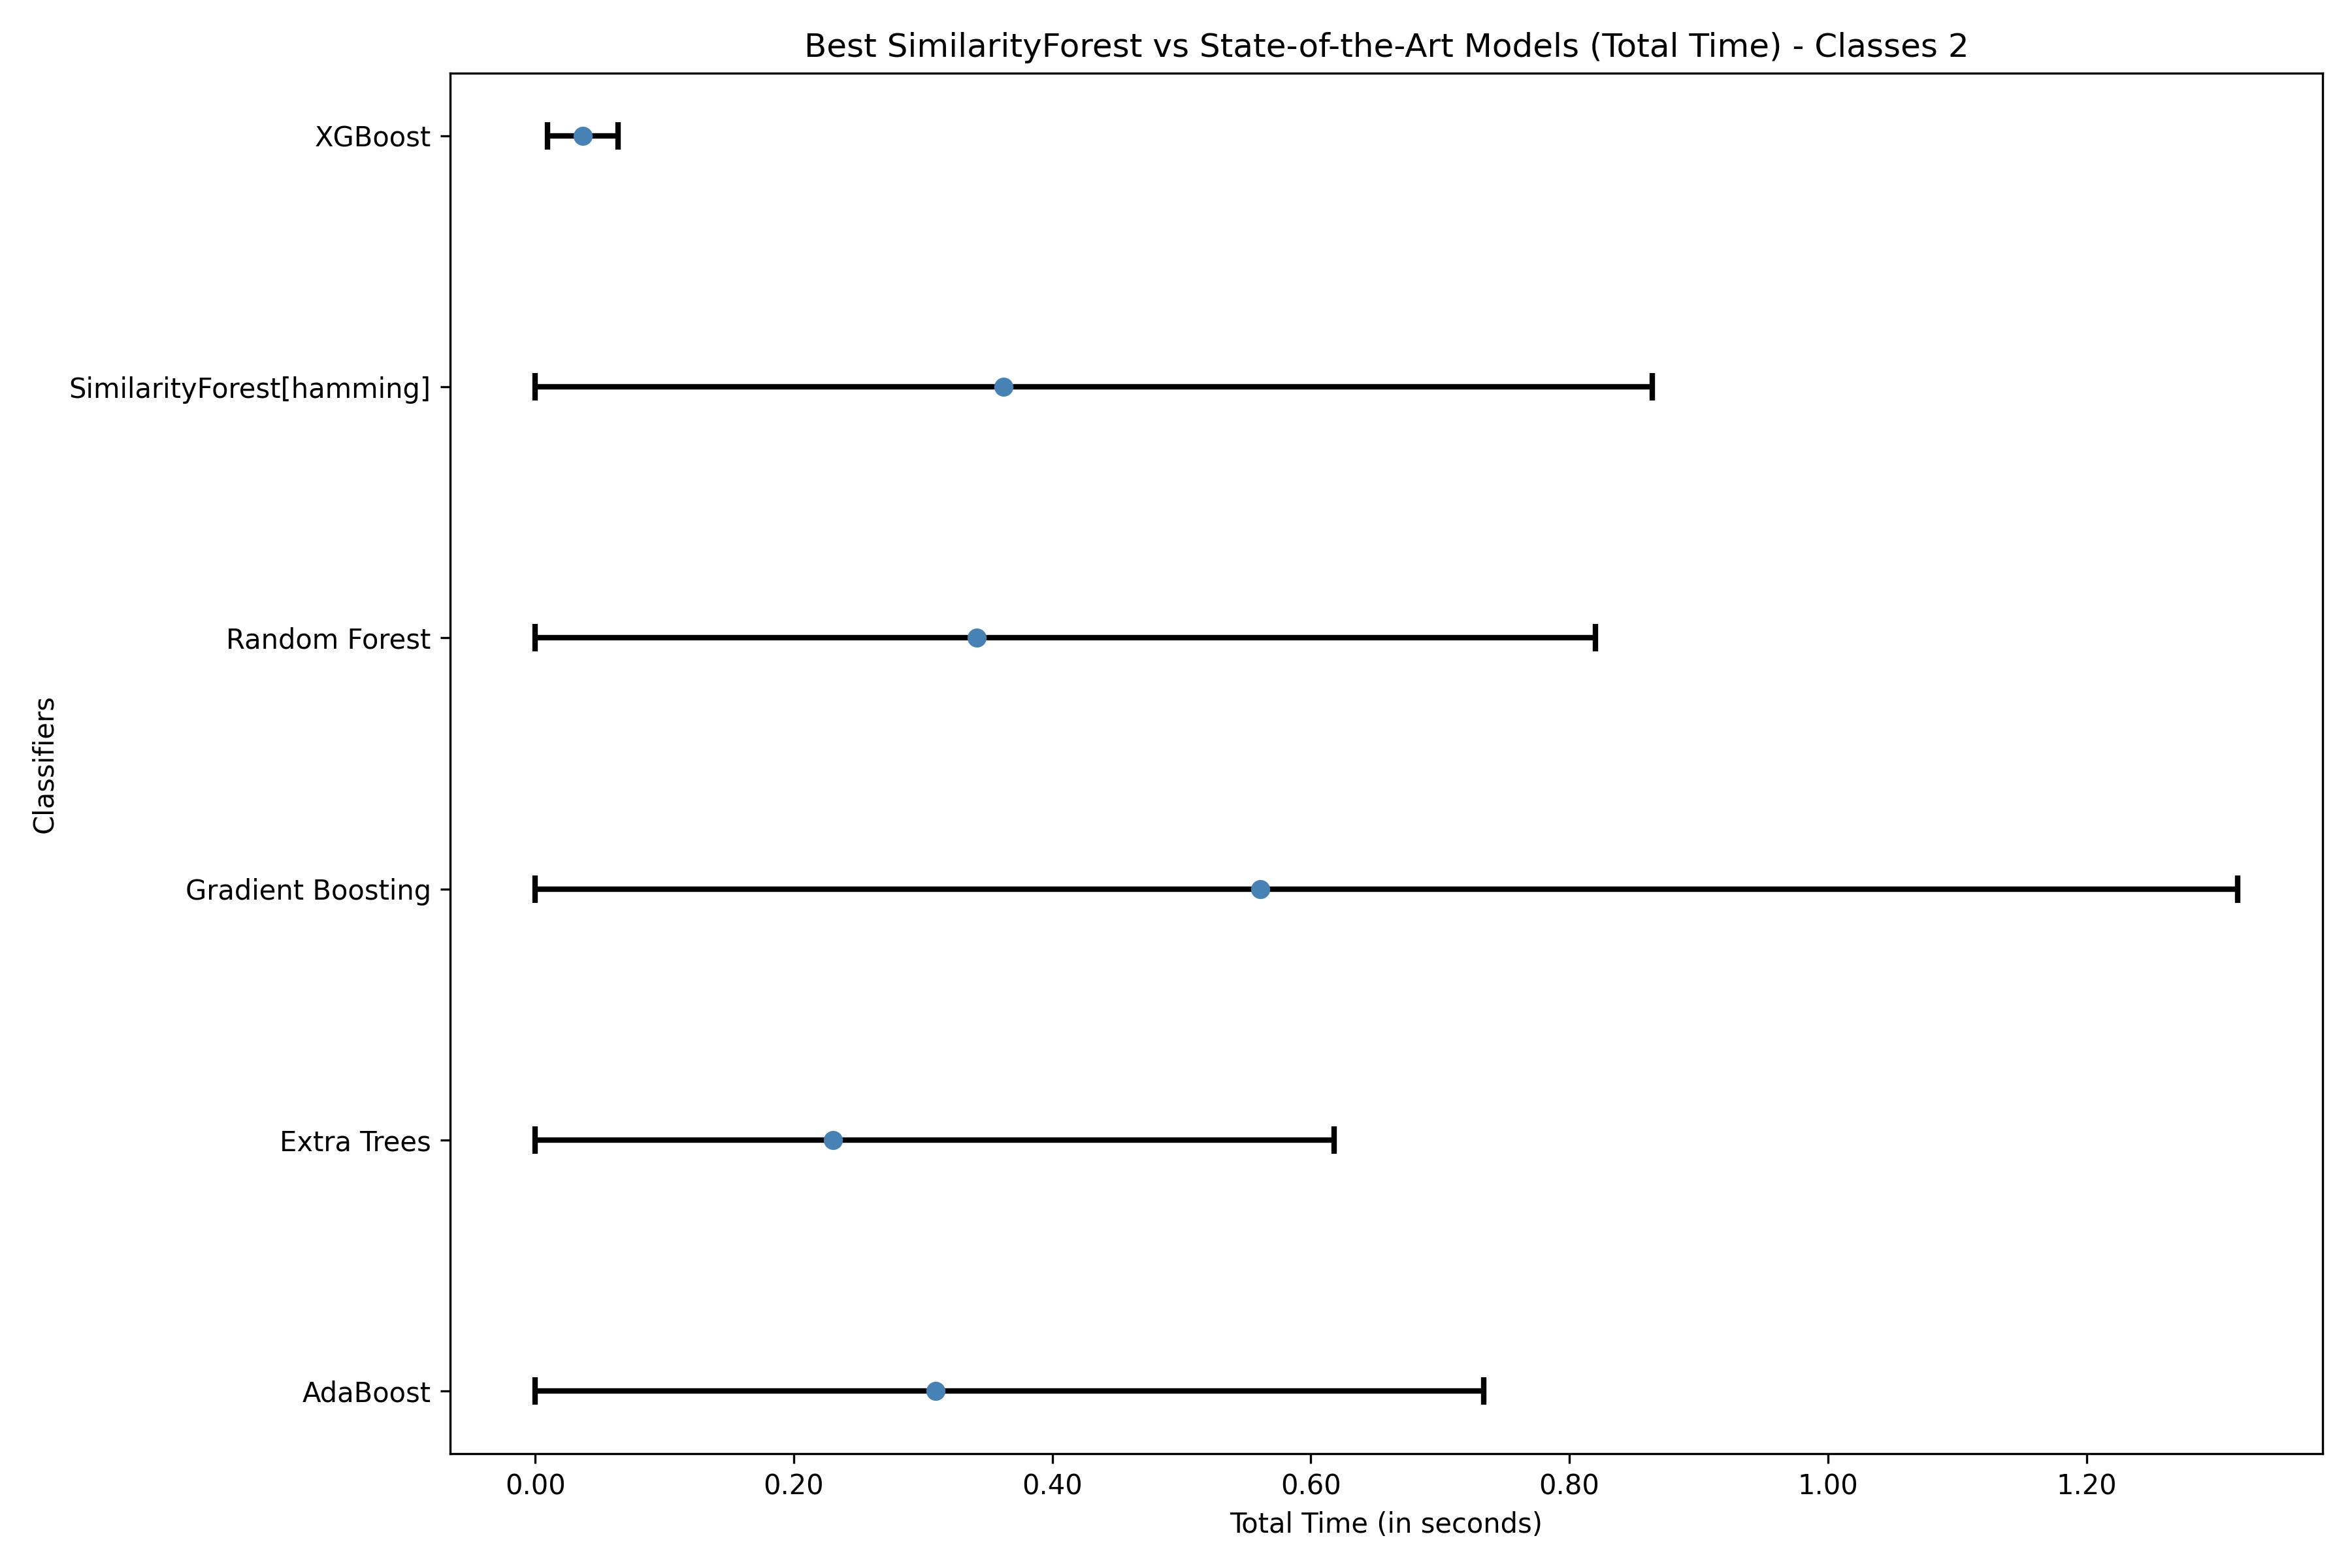 Best SimilarityForest vs State-of-the-Art Models (Total Time) - Classes 2
XGBoost
SimilarityForest[hamming]
Random Forest
Gradient Boosting
Extra Trees
AdaBoost
Classifiers
0.00 0.20 0.40 0.60 0.80 1.00 1.20
Total Time (in seconds)